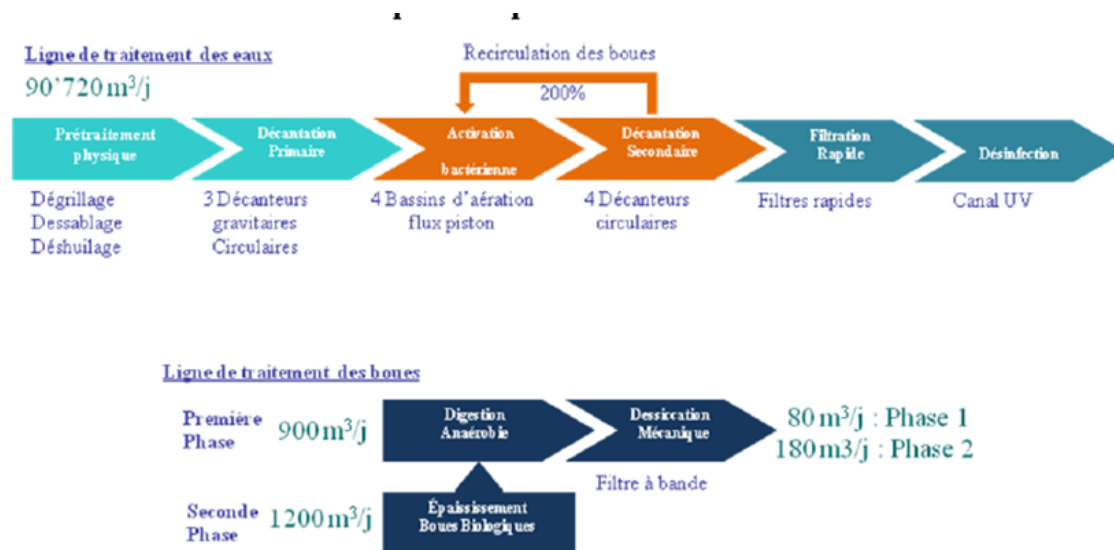 Ligne de traitement des eaux
90’720 m³/j
Recirculation des boues
200%
Prétraitement
physique
Décantation
Primaire
Activation
bactérienne
Décantation
Secondaire
Filtration
Rapide
Désinfection
Dégrillage
Dessablage
Déshuilage
3 Décanteurs
gravitaires
Circulaires
4 Bassins d’aération
flux piston
4 Décanteurs
circulaires
Filtres rapides
Canal UV
Ligne de traitement des boues
Première
Phase
900 m³/j
Digestion
Anaérobie
Dessiccation
Mécanique
80 m³/j : Phase 1
180 m3/j : Phase 2
Filtre à bande
Seconde
Phase
1200 m³/j
Épaississement
Boues Biologiques